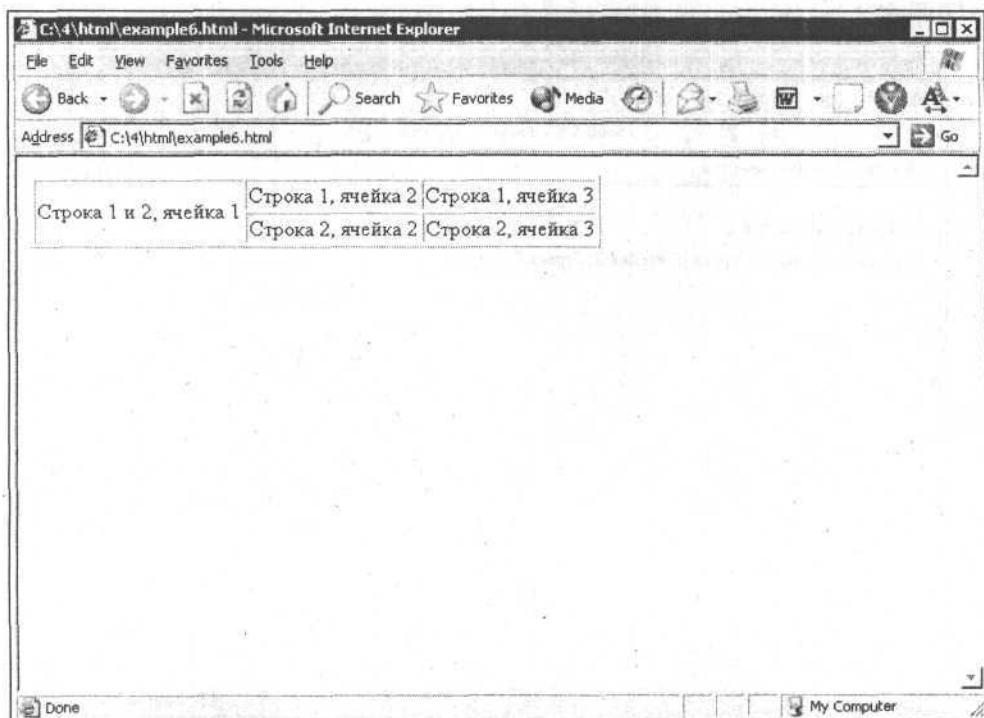 C:\4\html\example6.html - Microsoft Internet Explorer
File Edit View Favorites Tools Help
Back Search Favorites Media
Address C:\4\html\example6.html Go
Строка 1 и 2, ячейка 1 Строка 1, ячейка 2 Строка 1, ячейка 3
Строка 2, ячейка 2 Строка 2, ячейка 3
Done My Computer